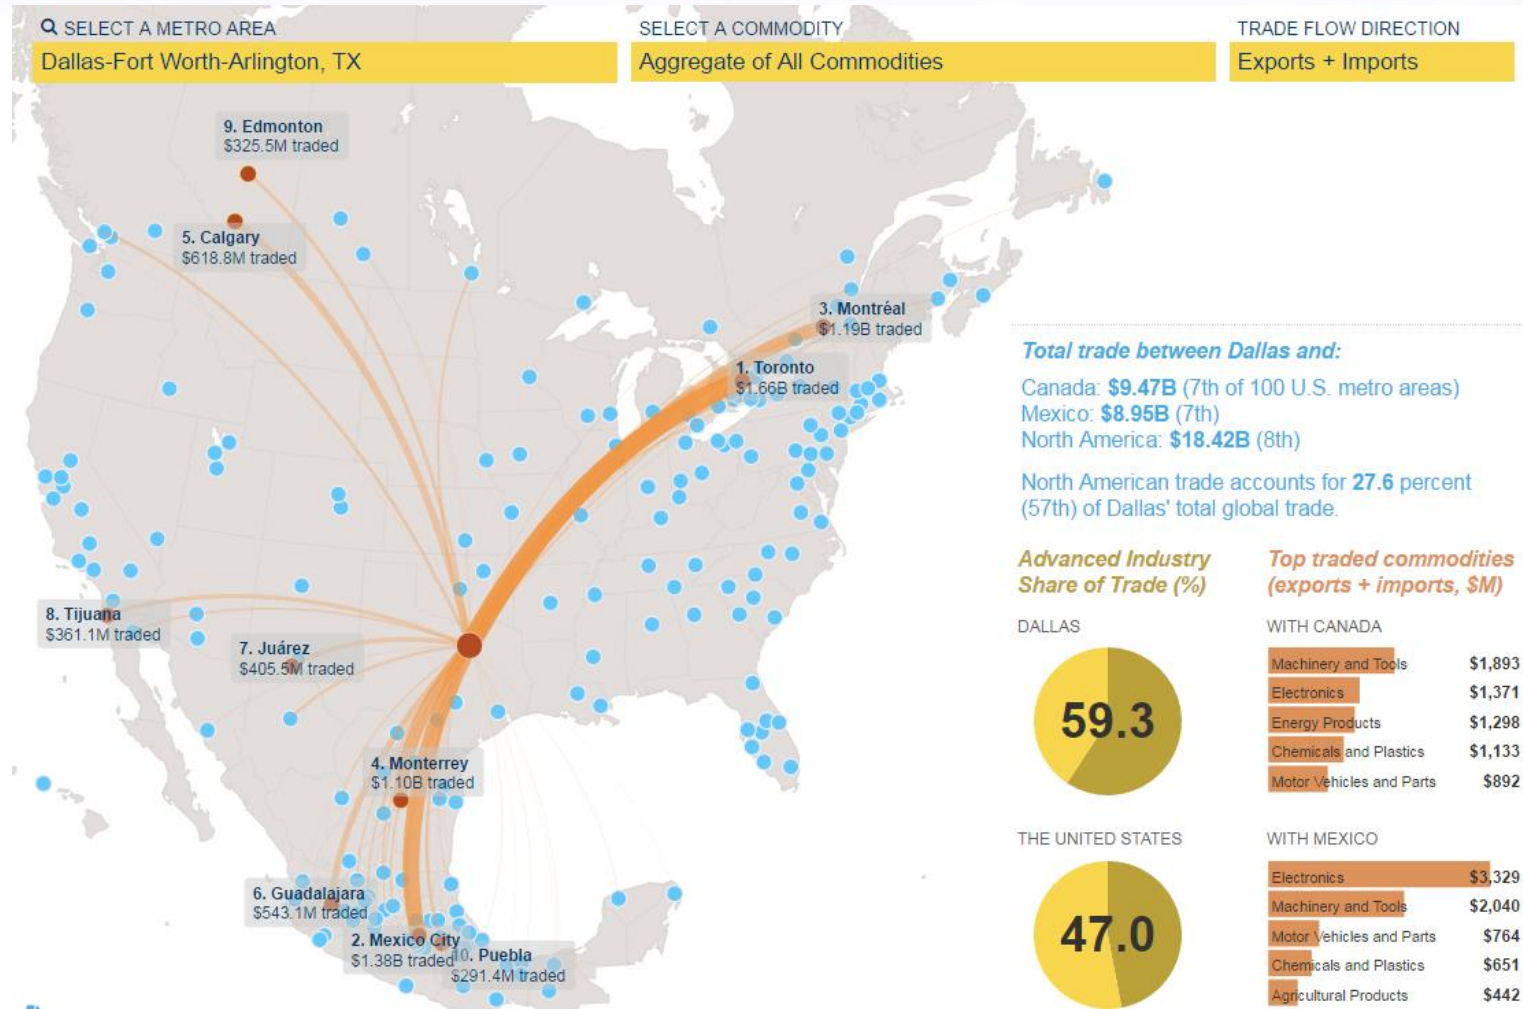 SELECT A METRO AREA
Dallas-Fort Worth-Arlington, TX
SELECT A COMMODITY
Aggregate of All Commodities
TRADE FLOW DIRECTION
Exports + Imports
9. Edmonton
$325.5M traded
5. Calgary
$618.8M traded
3. Montréal
$1.19B traded
1. Toronto
$1.66B traded
8. Tijuana
$361.1M traded
7. Juárez
$405.5M traded
4. Monterrey
$1.10B traded
6. Guadalajara
$543.1M traded
2. Mexico City
$1.38B traded
10. Puebla
$291.4M traded
Total trade between Dallas and:
Canada: $9.47B (7th of 100 U.S. metro areas)
Mexico: $8.95B (7th)
North America: $18.42B (8th)
North American trade accounts for 27.6 percent
(57th) of Dallas' total global trade.
Advanced Industry
Share of Trade (%)
DALLAS
59.3
THE UNITED STATES
47.0
Top traded commodities
(exports + imports, $M)
WITH CANADA
Machinery and Tools $1,893
Electronics $1,371
Energy Products $1,298
Chemicals and Plastics $1,133
Motor Vehicles and Parts $892
WITH MEXICO
Electronics $3,329
Machinery and Tools $2,040
Motor Vehicles and Parts $764
Chemicals and Plastics $651
Agricultural Products $442